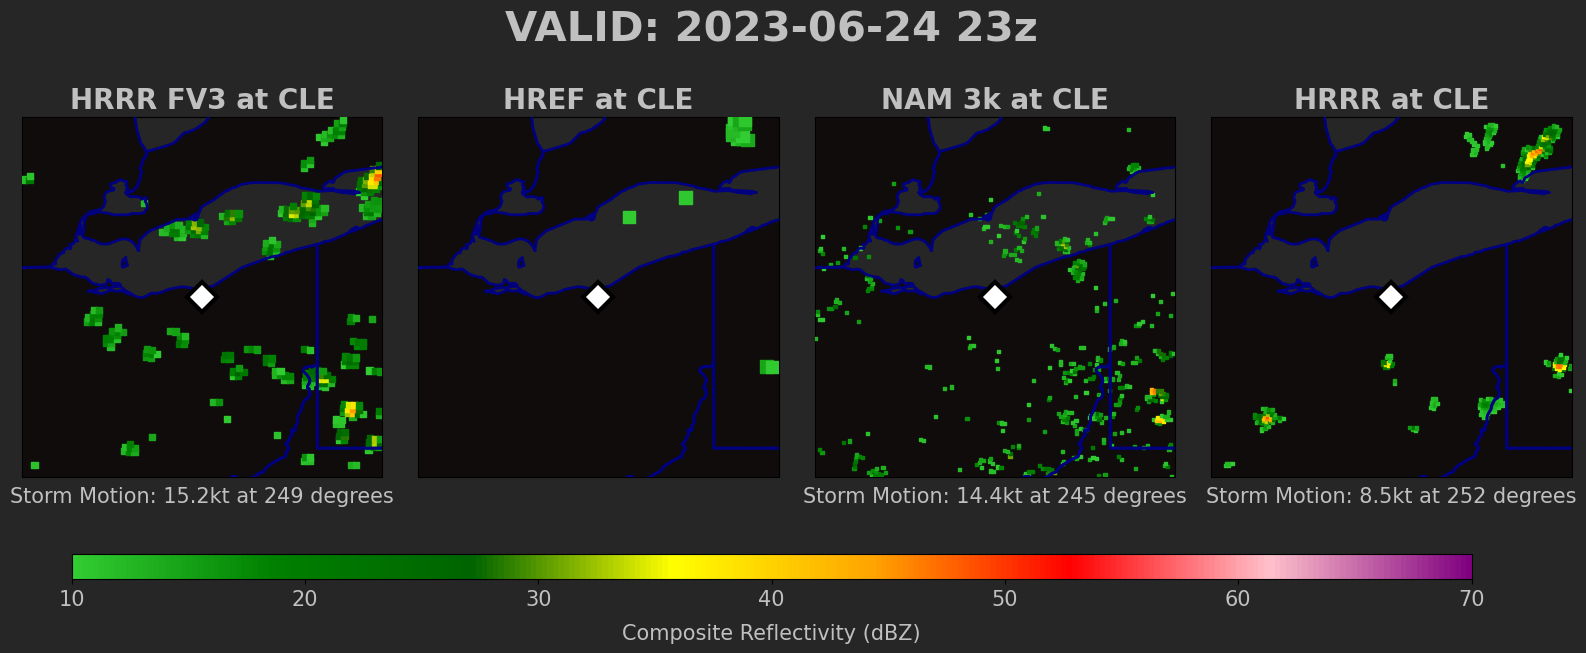 VALID: 2023-06-24 23z
HRRR FV3 at CLE
HREF at CLE
NAM 3k at CLE
HRRR at CLE
Storm Motion: 15.2kt at 249 degrees
Storm Motion: 14.4kt at 245 degrees
Storm Motion: 8.5kt at 252 degrees
10 20 30 40 50 60 70
Composite Reflectivity (dBZ)